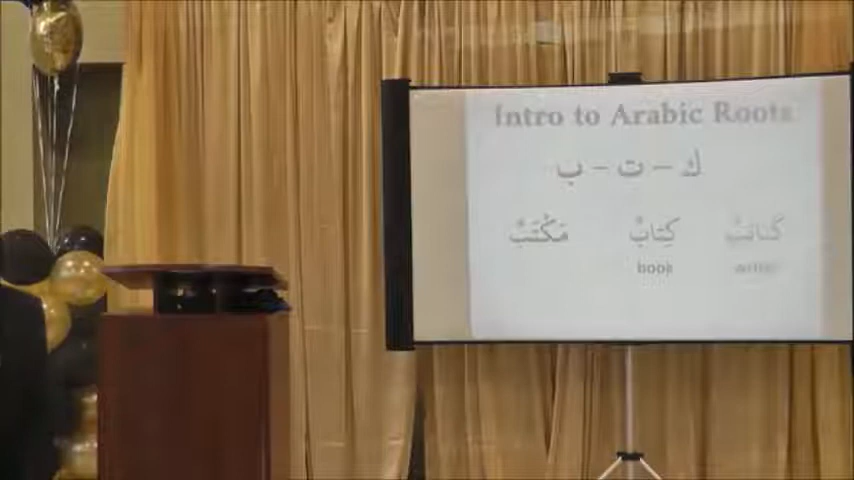 Intro to Arabic Roots
ك – ت – ب
كَاتَبٌ كِتَابٌ مَكْتَبٌ
book writer